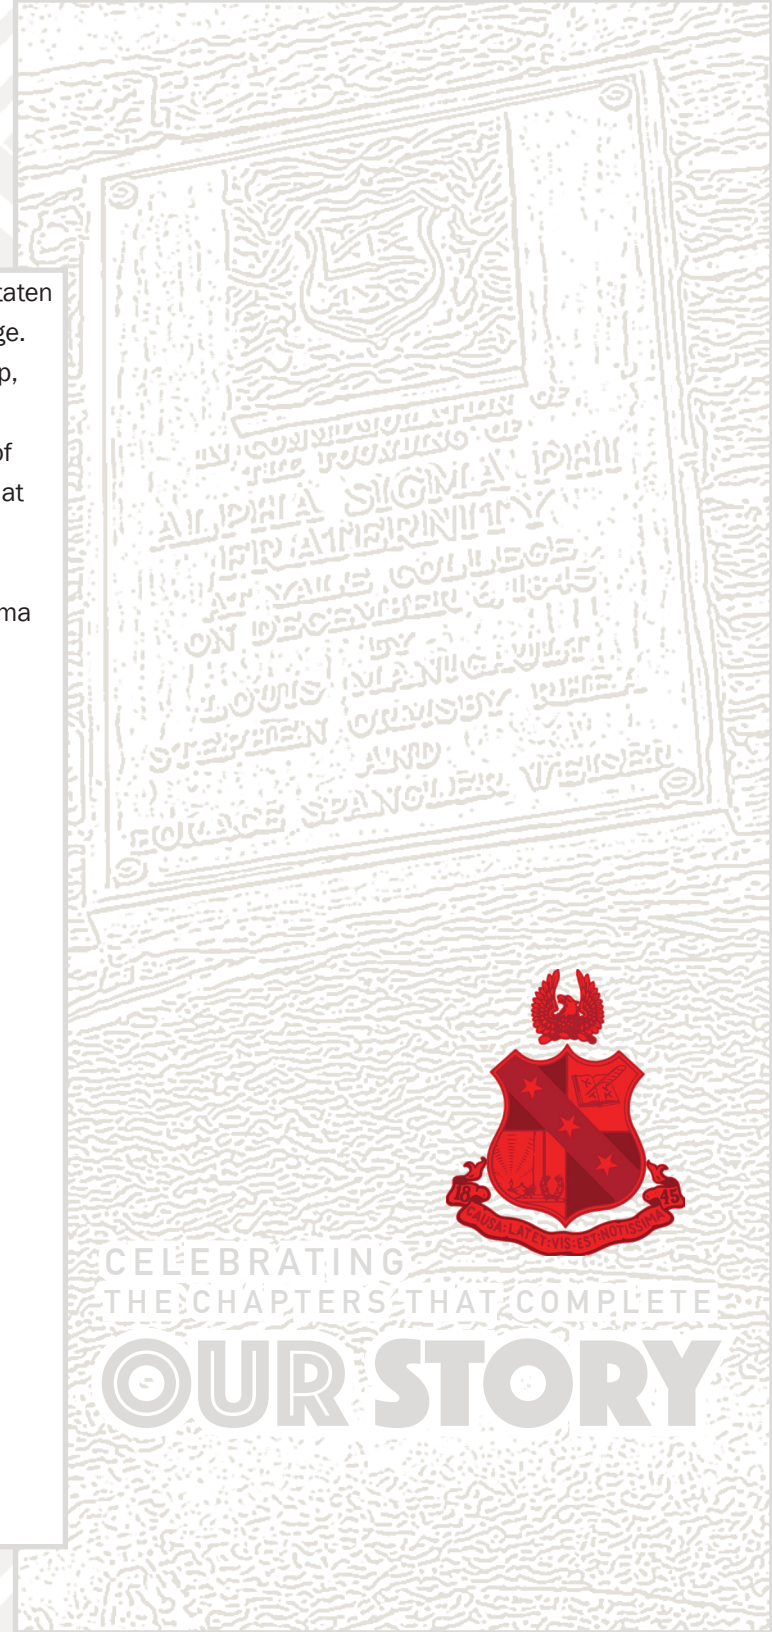 taten
ge.
p,
of
at
ma
IN COMMEMORATION OF
THE FOUNDING OF
ALPHA SIGMA PHI
FRATERNITY
AT YALE COLLEGE
ON DECEMBER 6, 1845
BY
LOUIS MANIGAULT
STEPHEN ORMSBY RHEA
AND
HORACE SPANGLER WEISER
18 45
CAUSA:LATET:VIS:EST:NOTISSIMA
CELEBRATING
THE CHAPTERS THAT COMPLETE
OUR STORY